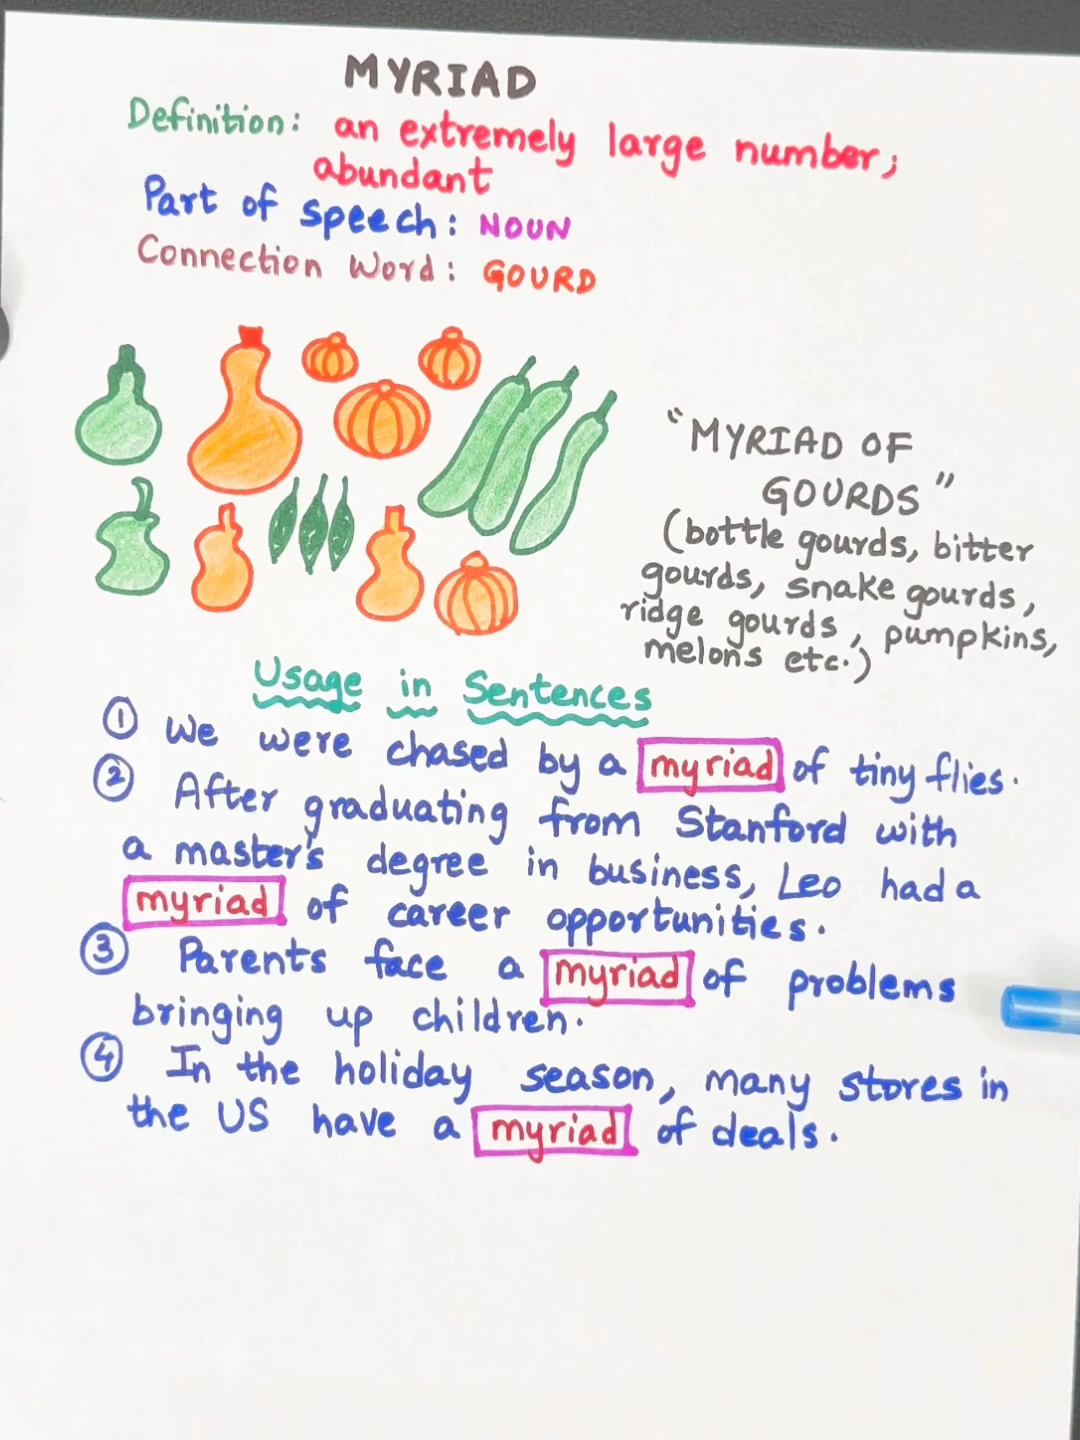 MYRIAD
Definition: an extremely large number;
abundant
Part of speech: NOUN
Connection Word: GOURD
"MYRIAD OF
GOURDS"
(bottle gourds, bitter
gourds, snake gourds,
ridge gourds, pumpkins,
melons etc.)
Usage in Sentences
① We were chased by a myriad of tiny flies.
② After graduating from Stanford with
a master's degree in business, Leo had a
myriad of career opportunities.
③ Parents face a myriad of problems
bringing up children.
④ In the holiday season, many stores in
the US have a myriad of deals.